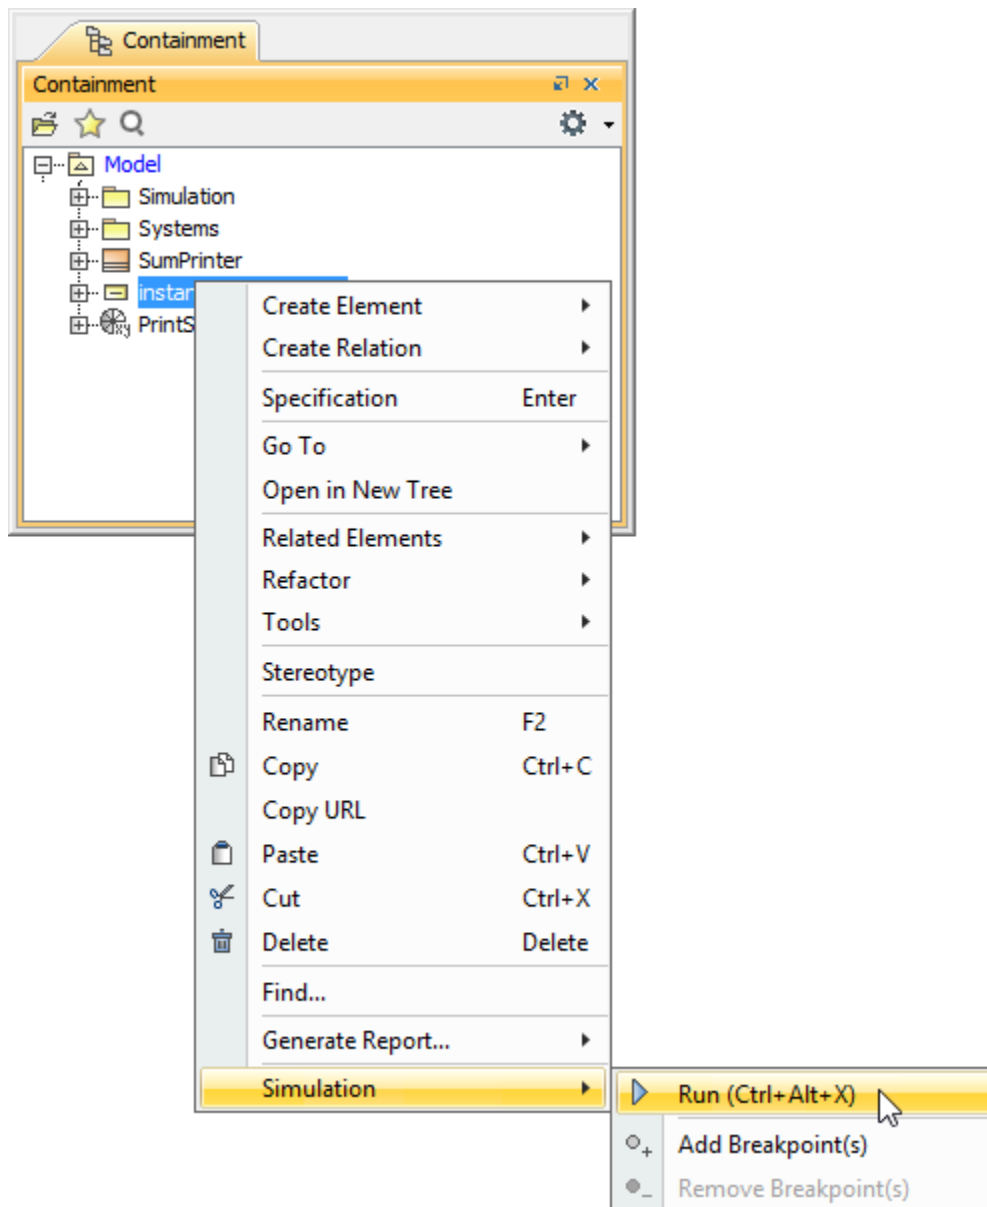 Containment
Containment
Model
Simulation
Systems
SumPrinter
instan
PrintS
Create Element
Create Relation
Specification Enter
Go To
Open in New Tree
Related Elements
Refactor
Tools
Stereotype
Rename F2
Copy Ctrl+C
Copy URL
Paste Ctrl+V
Cut Ctrl+X
Delete Delete
Find...
Generate Report...
Simulation
Run (Ctrl+Alt+X)
Add Breakpoint(s)
Remove Breakpoint(s)